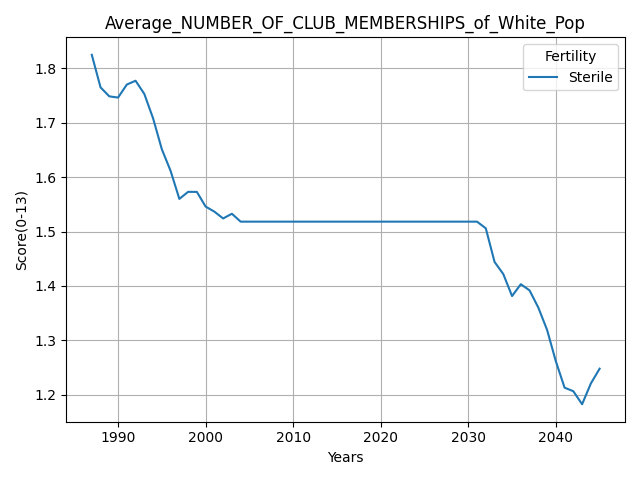 Average_NUMBER_OF_CLUB_MEMBERSHIPS_of_White_Pop
Fertility
Sterile
Score(0-13)
1.8
1.7
1.6
1.5
1.4
1.3
1.2
1990 2000 2010 2020 2030 2040
Years